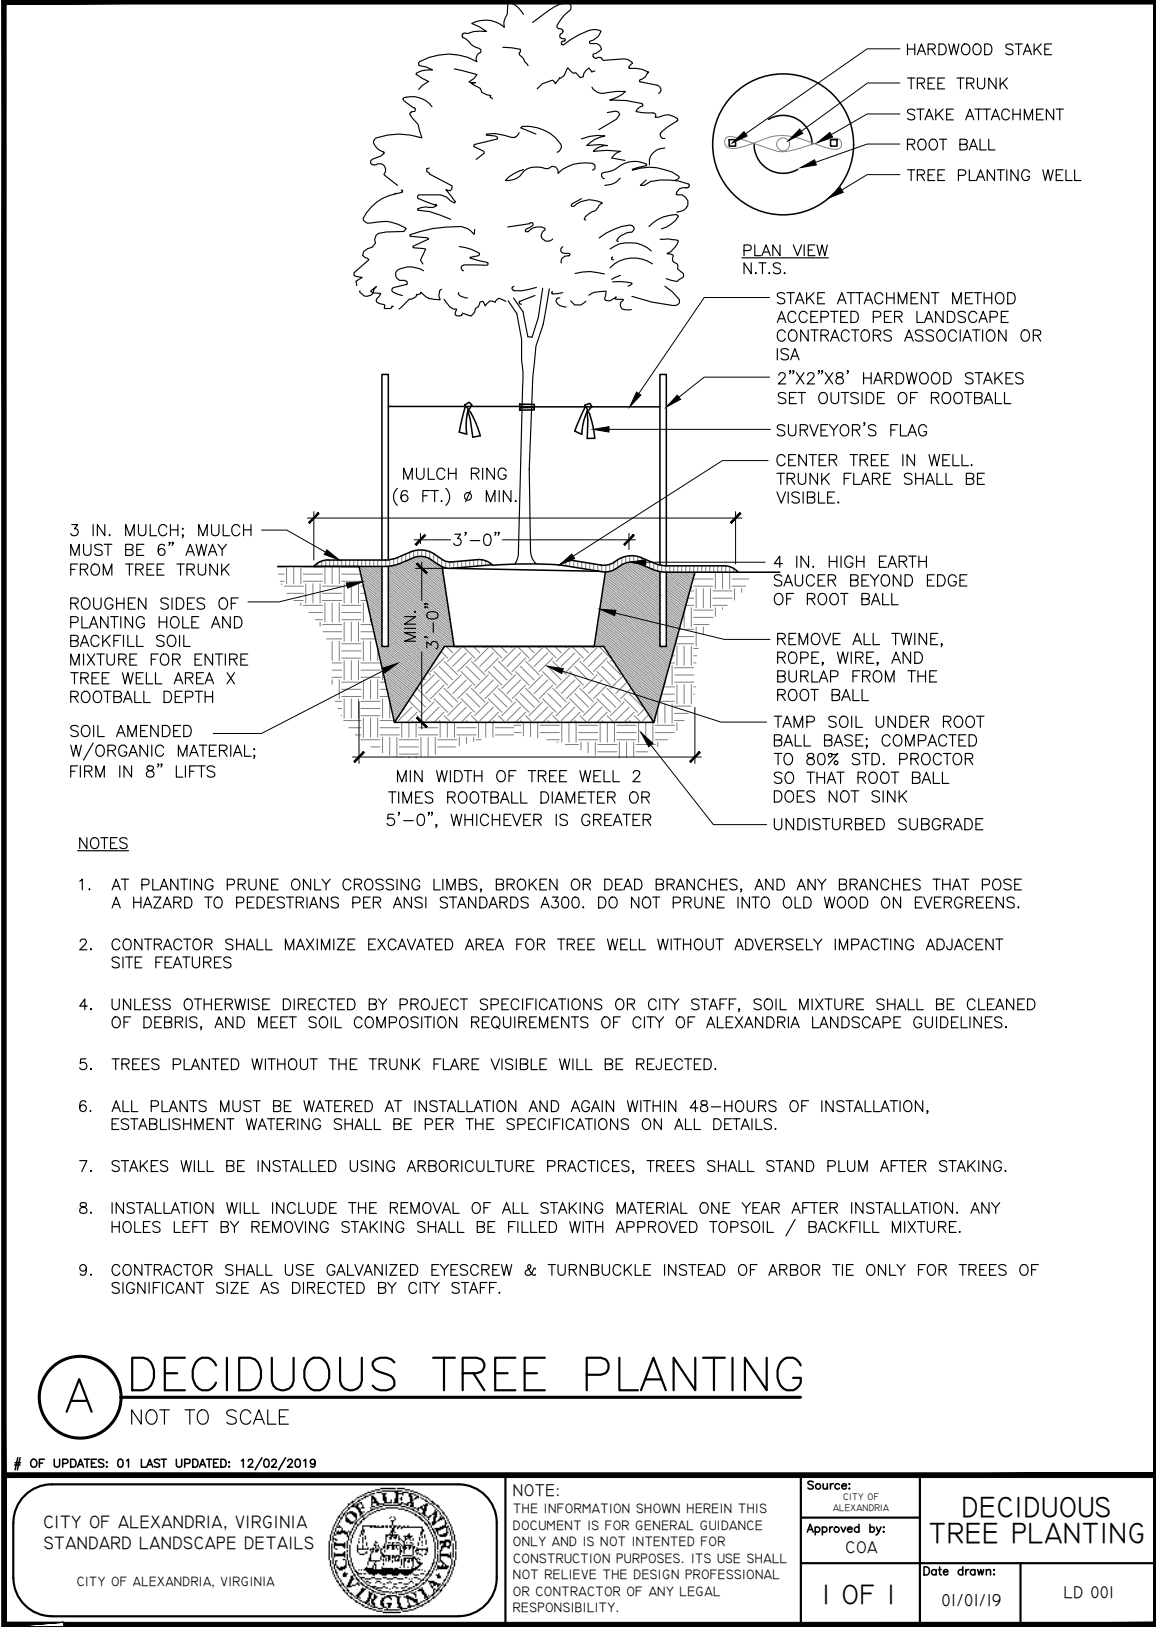 HARDWOOD STAKE
TREE TRUNK
STAKE ATTACHMENT
ROOT BALL
TREE PLANTING WELL
PLAN VIEW
N.T.S.
STAKE ATTACHMENT METHOD
ACCEPTED PER LANDSCAPE
CONTRACTORS ASSOCIATION OR
ISA
2"X2"X8' HARDWOOD STAKES
SET OUTSIDE OF ROOTBALL
SURVEYOR'S FLAG
CENTER TREE IN WELL.
TRUNK FLARE SHALL BE
VISIBLE.
MULCH RING
(6 FT.) ø MIN.
3'-0"
3 IN. MULCH; MULCH
MUST BE 6" AWAY
FROM TREE TRUNK
ROUGHEN SIDES OF
PLANTING HOLE AND
BACKFILL SOIL
MIXTURE FOR ENTIRE
TREE WELL AREA X
ROOTBALL DEPTH
SOIL AMENDED
W/ORGANIC MATERIAL;
FIRM IN 8" LIFTS
MIN.
3'-0"
4 IN. HIGH EARTH
SAUCER BEYOND EDGE
OF ROOT BALL
REMOVE ALL TWINE,
ROPE, WIRE, AND
BURLAP FROM THE
ROOT BALL
TAMP SOIL UNDER ROOT
BALL BASE; COMPACTED
TO 80% STD. PROCTOR
SO THAT ROOT BALL
DOES NOT SINK
UNDISTURBED SUBGRADE
MIN WIDTH OF TREE WELL 2
TIMES ROOTBALL DIAMETER OR
5'-0", WHICHEVER IS GREATER
NOTES
1. AT PLANTING PRUNE ONLY CROSSING LIMBS, BROKEN OR DEAD BRANCHES, AND ANY BRANCHES THAT POSE
A HAZARD TO PEDESTRIANS PER ANSI STANDARDS A300. DO NOT PRUNE INTO OLD WOOD ON EVERGREENS.
2. CONTRACTOR SHALL MAXIMIZE EXCAVATED AREA FOR TREE WELL WITHOUT ADVERSELY IMPACTING ADJACENT
SITE FEATURES
4. UNLESS OTHERWISE DIRECTED BY PROJECT SPECIFICATIONS OR CITY STAFF, SOIL MIXTURE SHALL BE CLEANED
OF DEBRIS, AND MEET SOIL COMPOSITION REQUIREMENTS OF CITY OF ALEXANDRIA LANDSCAPE GUIDELINES.
5. TREES PLANTED WITHOUT THE TRUNK FLARE VISIBLE WILL BE REJECTED.
6. ALL PLANTS MUST BE WATERED AT INSTALLATION AND AGAIN WITHIN 48-HOURS OF INSTALLATION,
ESTABLISHMENT WATERING SHALL BE PER THE SPECIFICATIONS ON ALL DETAILS.
7. STAKES WILL BE INSTALLED USING ARBORICULTURE PRACTICES, TREES SHALL STAND PLUM AFTER STAKING.
8. INSTALLATION WILL INCLUDE THE REMOVAL OF ALL STAKING MATERIAL ONE YEAR AFTER INSTALLATION. ANY
HOLES LEFT BY REMOVING STAKING SHALL BE FILLED WITH APPROVED TOPSOIL / BACKFILL MIXTURE.
9. CONTRACTOR SHALL USE GALVANIZED EYESCREW & TURNBUCKLE INSTEAD OF ARBOR TIE ONLY FOR TREES OF
SIGNIFICANT SIZE AS DIRECTED BY CITY STAFF.
A
DECIDUOUS TREE PLANTING
NOT TO SCALE
# OF UPDATES: 01 LAST UPDATED: 12/02/2019
CITY OF ALEXANDRIA, VIRGINIA
STANDARD LANDSCAPE DETAILS
CITY OF ALEXANDRIA, VIRGINIA
CITY OF ALEXANDRIA
VIRGINIA
NOTE:
THE INFORMATION SHOWN HEREIN THIS
DOCUMENT IS FOR GENERAL GUIDANCE
ONLY AND IS NOT INTENTED FOR
CONSTRUCTION PURPOSES. ITS USE SHALL
NOT RELIEVE THE DESIGN PROFESSIONAL
OR CONTRACTOR OF ANY LEGAL
RESPONSIBILITY.
Source:
CITY OF
ALEXANDRIA
Approved by:
COA
1 OF 1
DECIDUOUS
TREE PLANTING
Date drawn:
01/01/19
LD 001